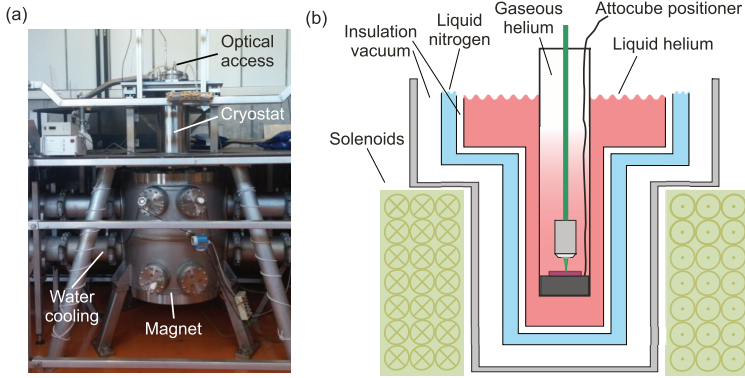 (a)
Optical
access
Cryostat
Water
cooling
Magnet
(b)
Insulation
vacuum
Liquid
nitrogen
Gaseous
helium
Attocube positioner
Liquid helium
Solenoids